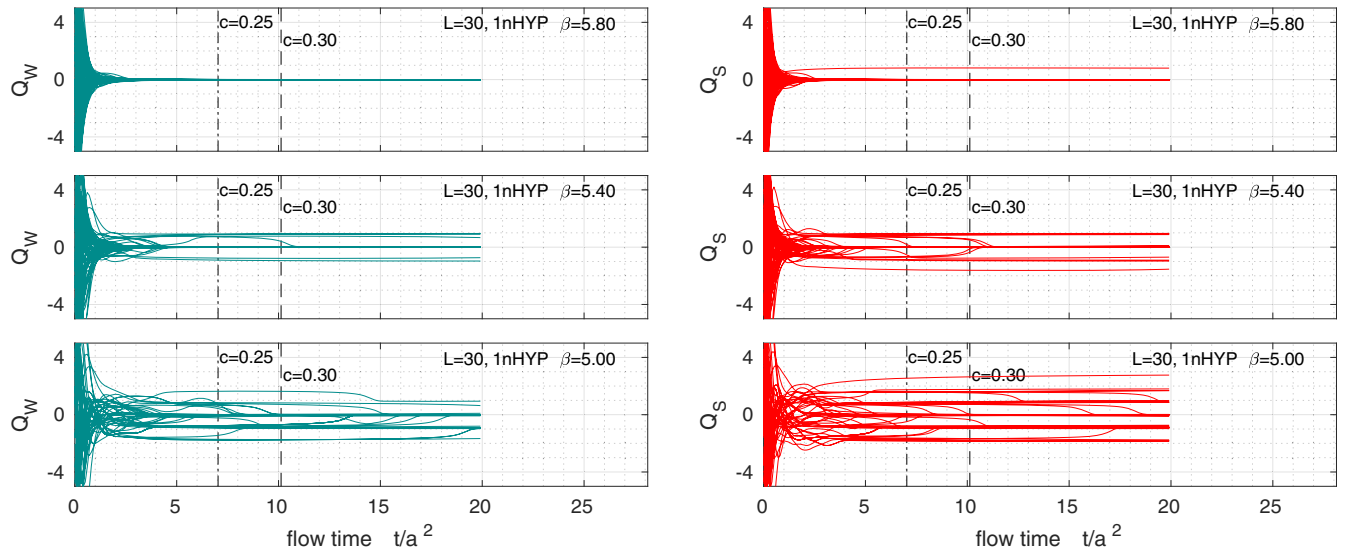 4
0
-4
Q_W
c=0.25
c=0.30
L=30, 1nHYP β=5.80
4
0
-4
Q_S
c=0.25
c=0.30
L=30, 1nHYP β=5.80
4
0
-4
Q_W
c=0.25
c=0.30
L=30, 1nHYP β=5.40
4
0
-4
Q_S
c=0.25
c=0.30
L=30, 1nHYP β=5.40
4
0
-4
Q_W
c=0.25
c=0.30
L=30, 1nHYP β=5.00
0 5 10 15 20 25
flow time t/a²
4
0
-4
Q_S
c=0.25
c=0.30
L=30, 1nHYP β=5.00
0 5 10 15 20 25
flow time t/a²